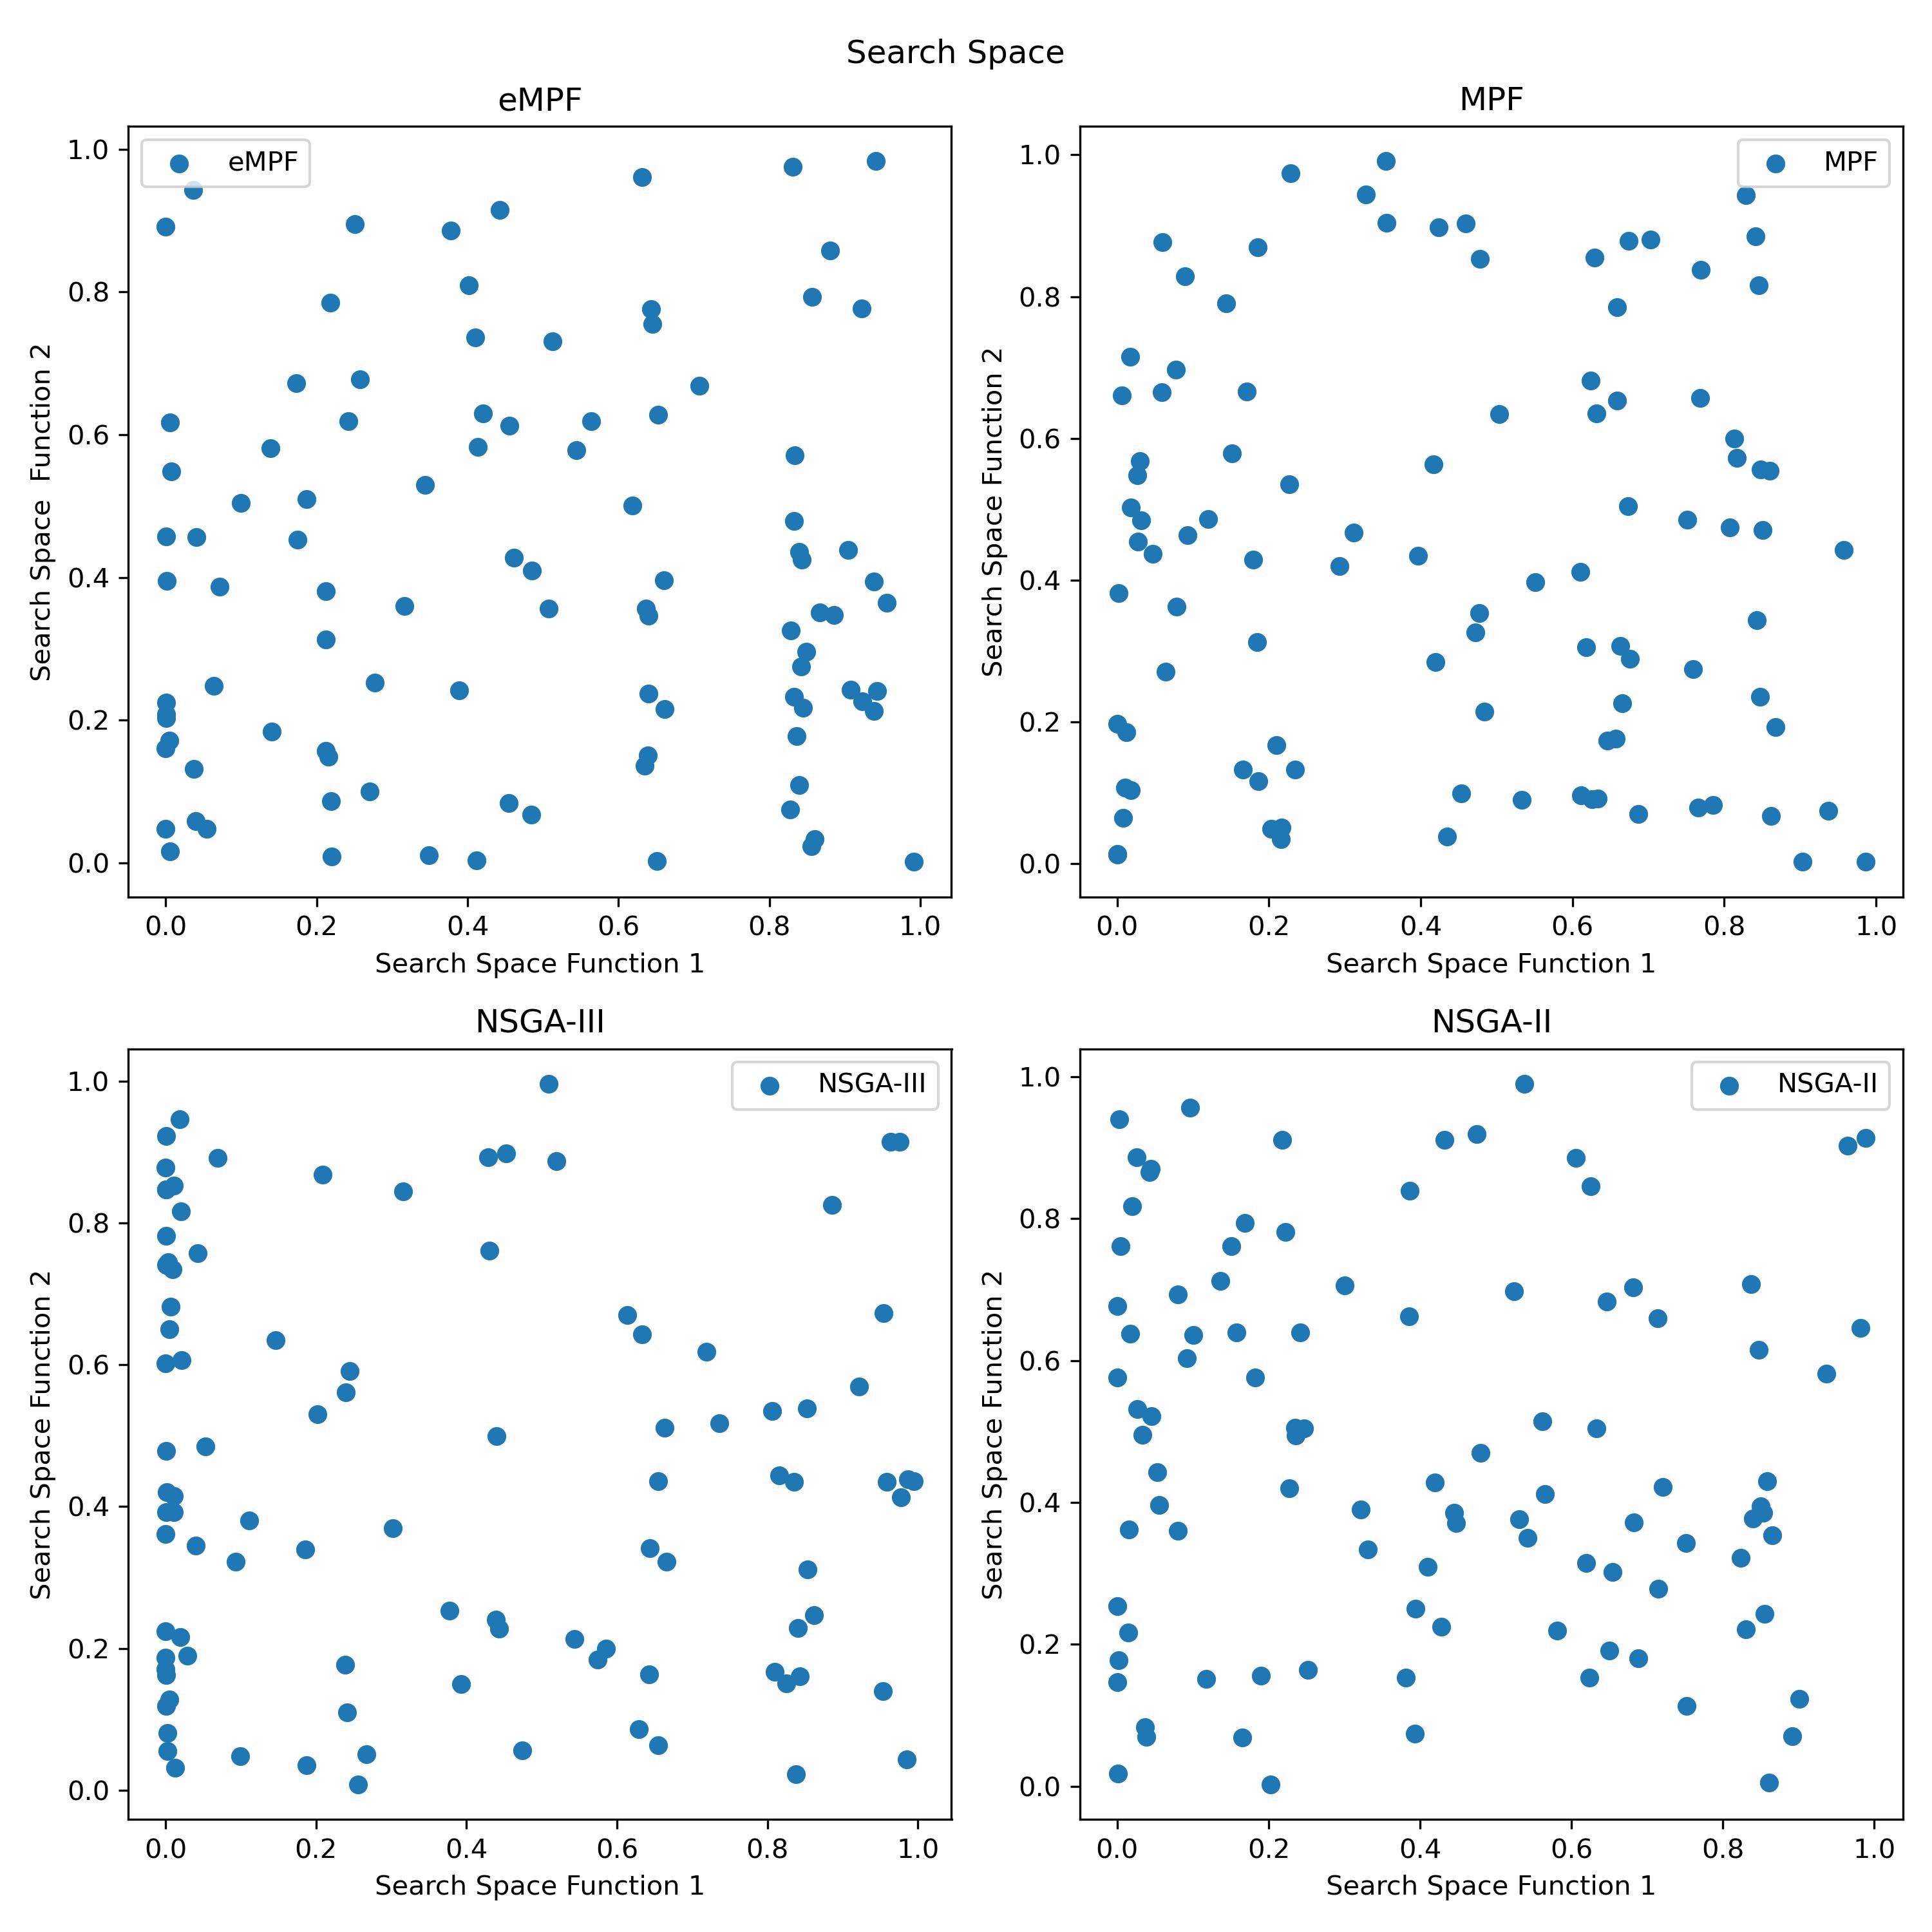 Search Space
eMPF
eMPF
1.0
0.8
0.6
0.4
0.2
0.0
Search Space  Function 2
0.0 0.2 0.4 0.6 0.8 1.0
Search Space Function 1
MPF
MPF
1.0
0.8
0.6
0.4
0.2
0.0
Search Space Function 2
0.0 0.2 0.4 0.6 0.8 1.0
Search Space Function 1
NSGA-III
NSGA-III
1.0
0.8
0.6
0.4
0.2
0.0
Search Space Function 2
0.0 0.2 0.4 0.6 0.8 1.0
Search Space Function 1
NSGA-II
NSGA-II
1.0
0.8
0.6
0.4
0.2
0.0
Search Space Function 2
0.0 0.2 0.4 0.6 0.8 1.0
Search Space Function 1